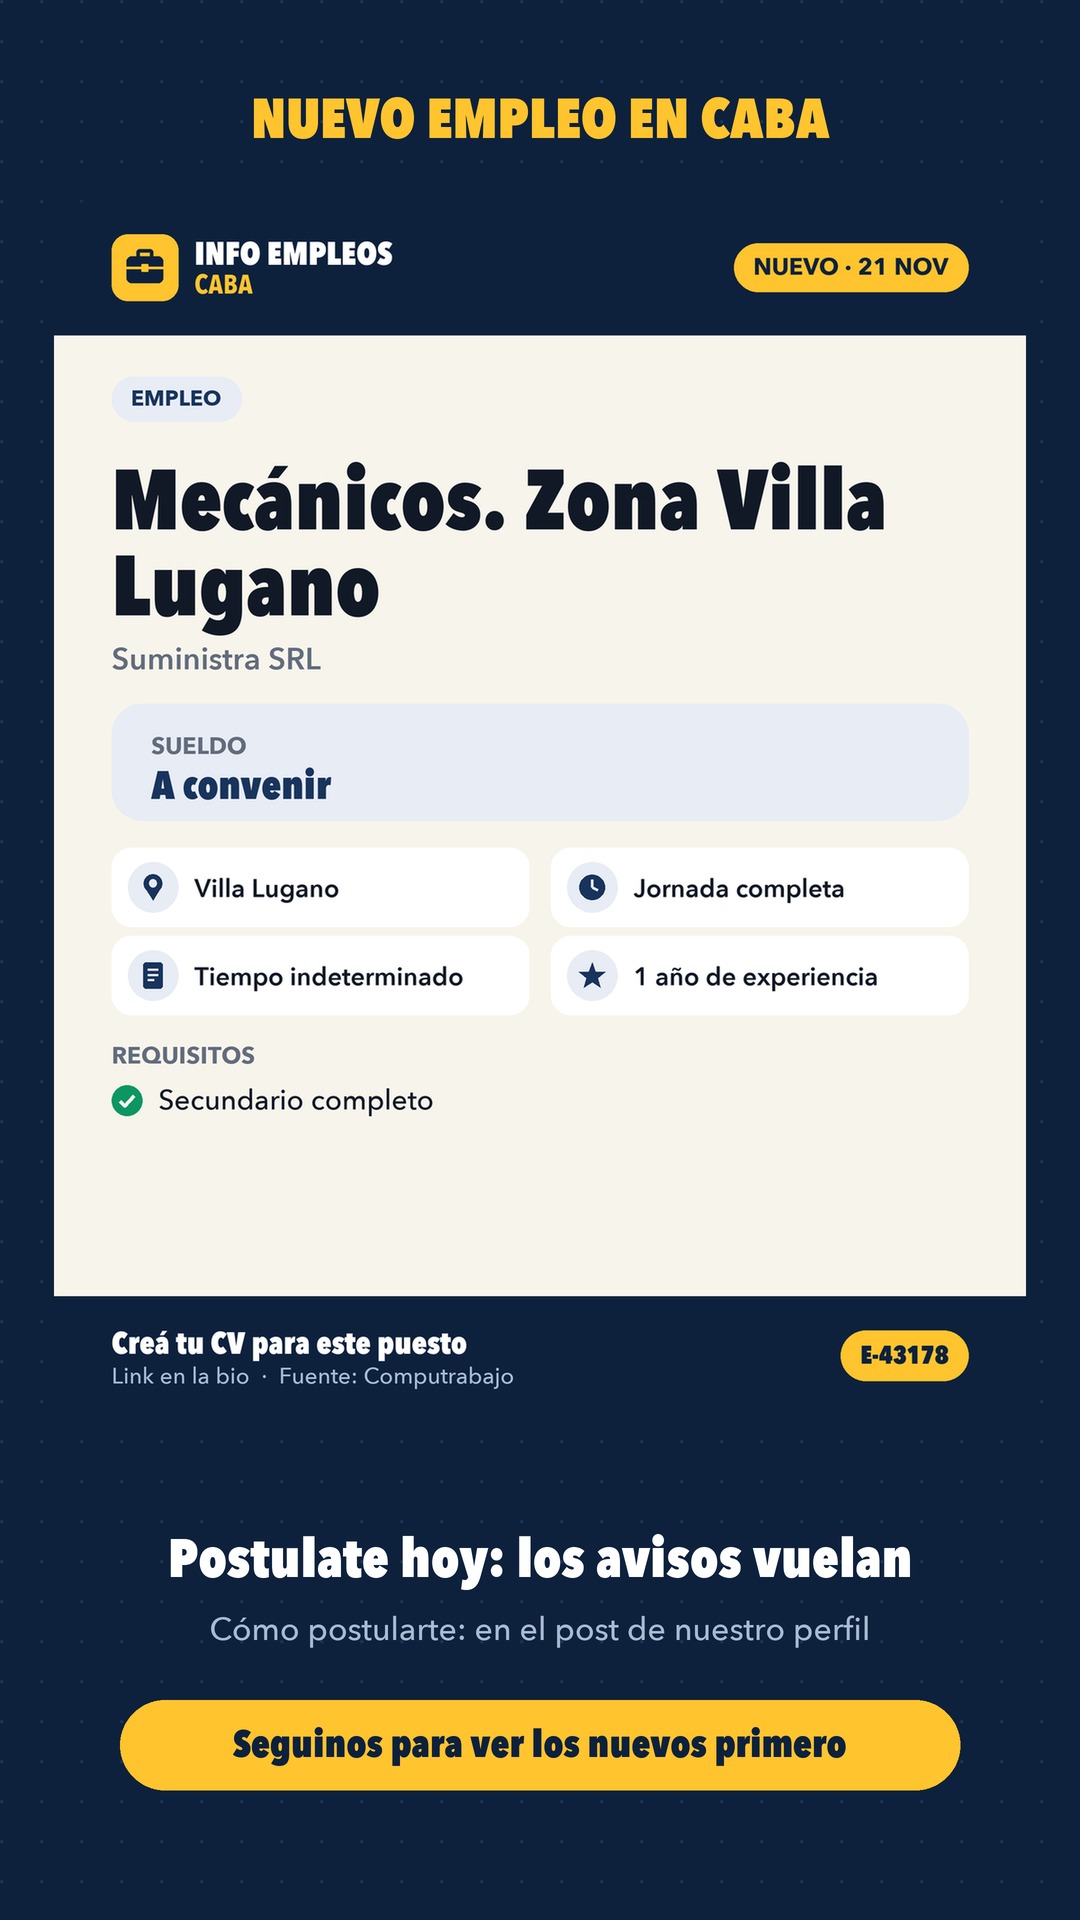 NUEVO EMPLEO EN CABA
INFO EMPLEOS
CABA
NUEVO · 21 NOV
EMPLEO
Mecánicos. Zona Villa
Lugano
Suministra SRL
SUELDO
A convenir
Villa Lugano
Jornada completa
Tiempo indeterminado
1 año de experiencia
REQUISITOS
Secundario completo
Creá tu CV para este puesto
Link en la bio · Fuente: Computrabajo
E-43178
Postulate hoy: los avisos vuelan
Cómo postularte: en el post de nuestro perfil
Seguinos para ver los nuevos primero